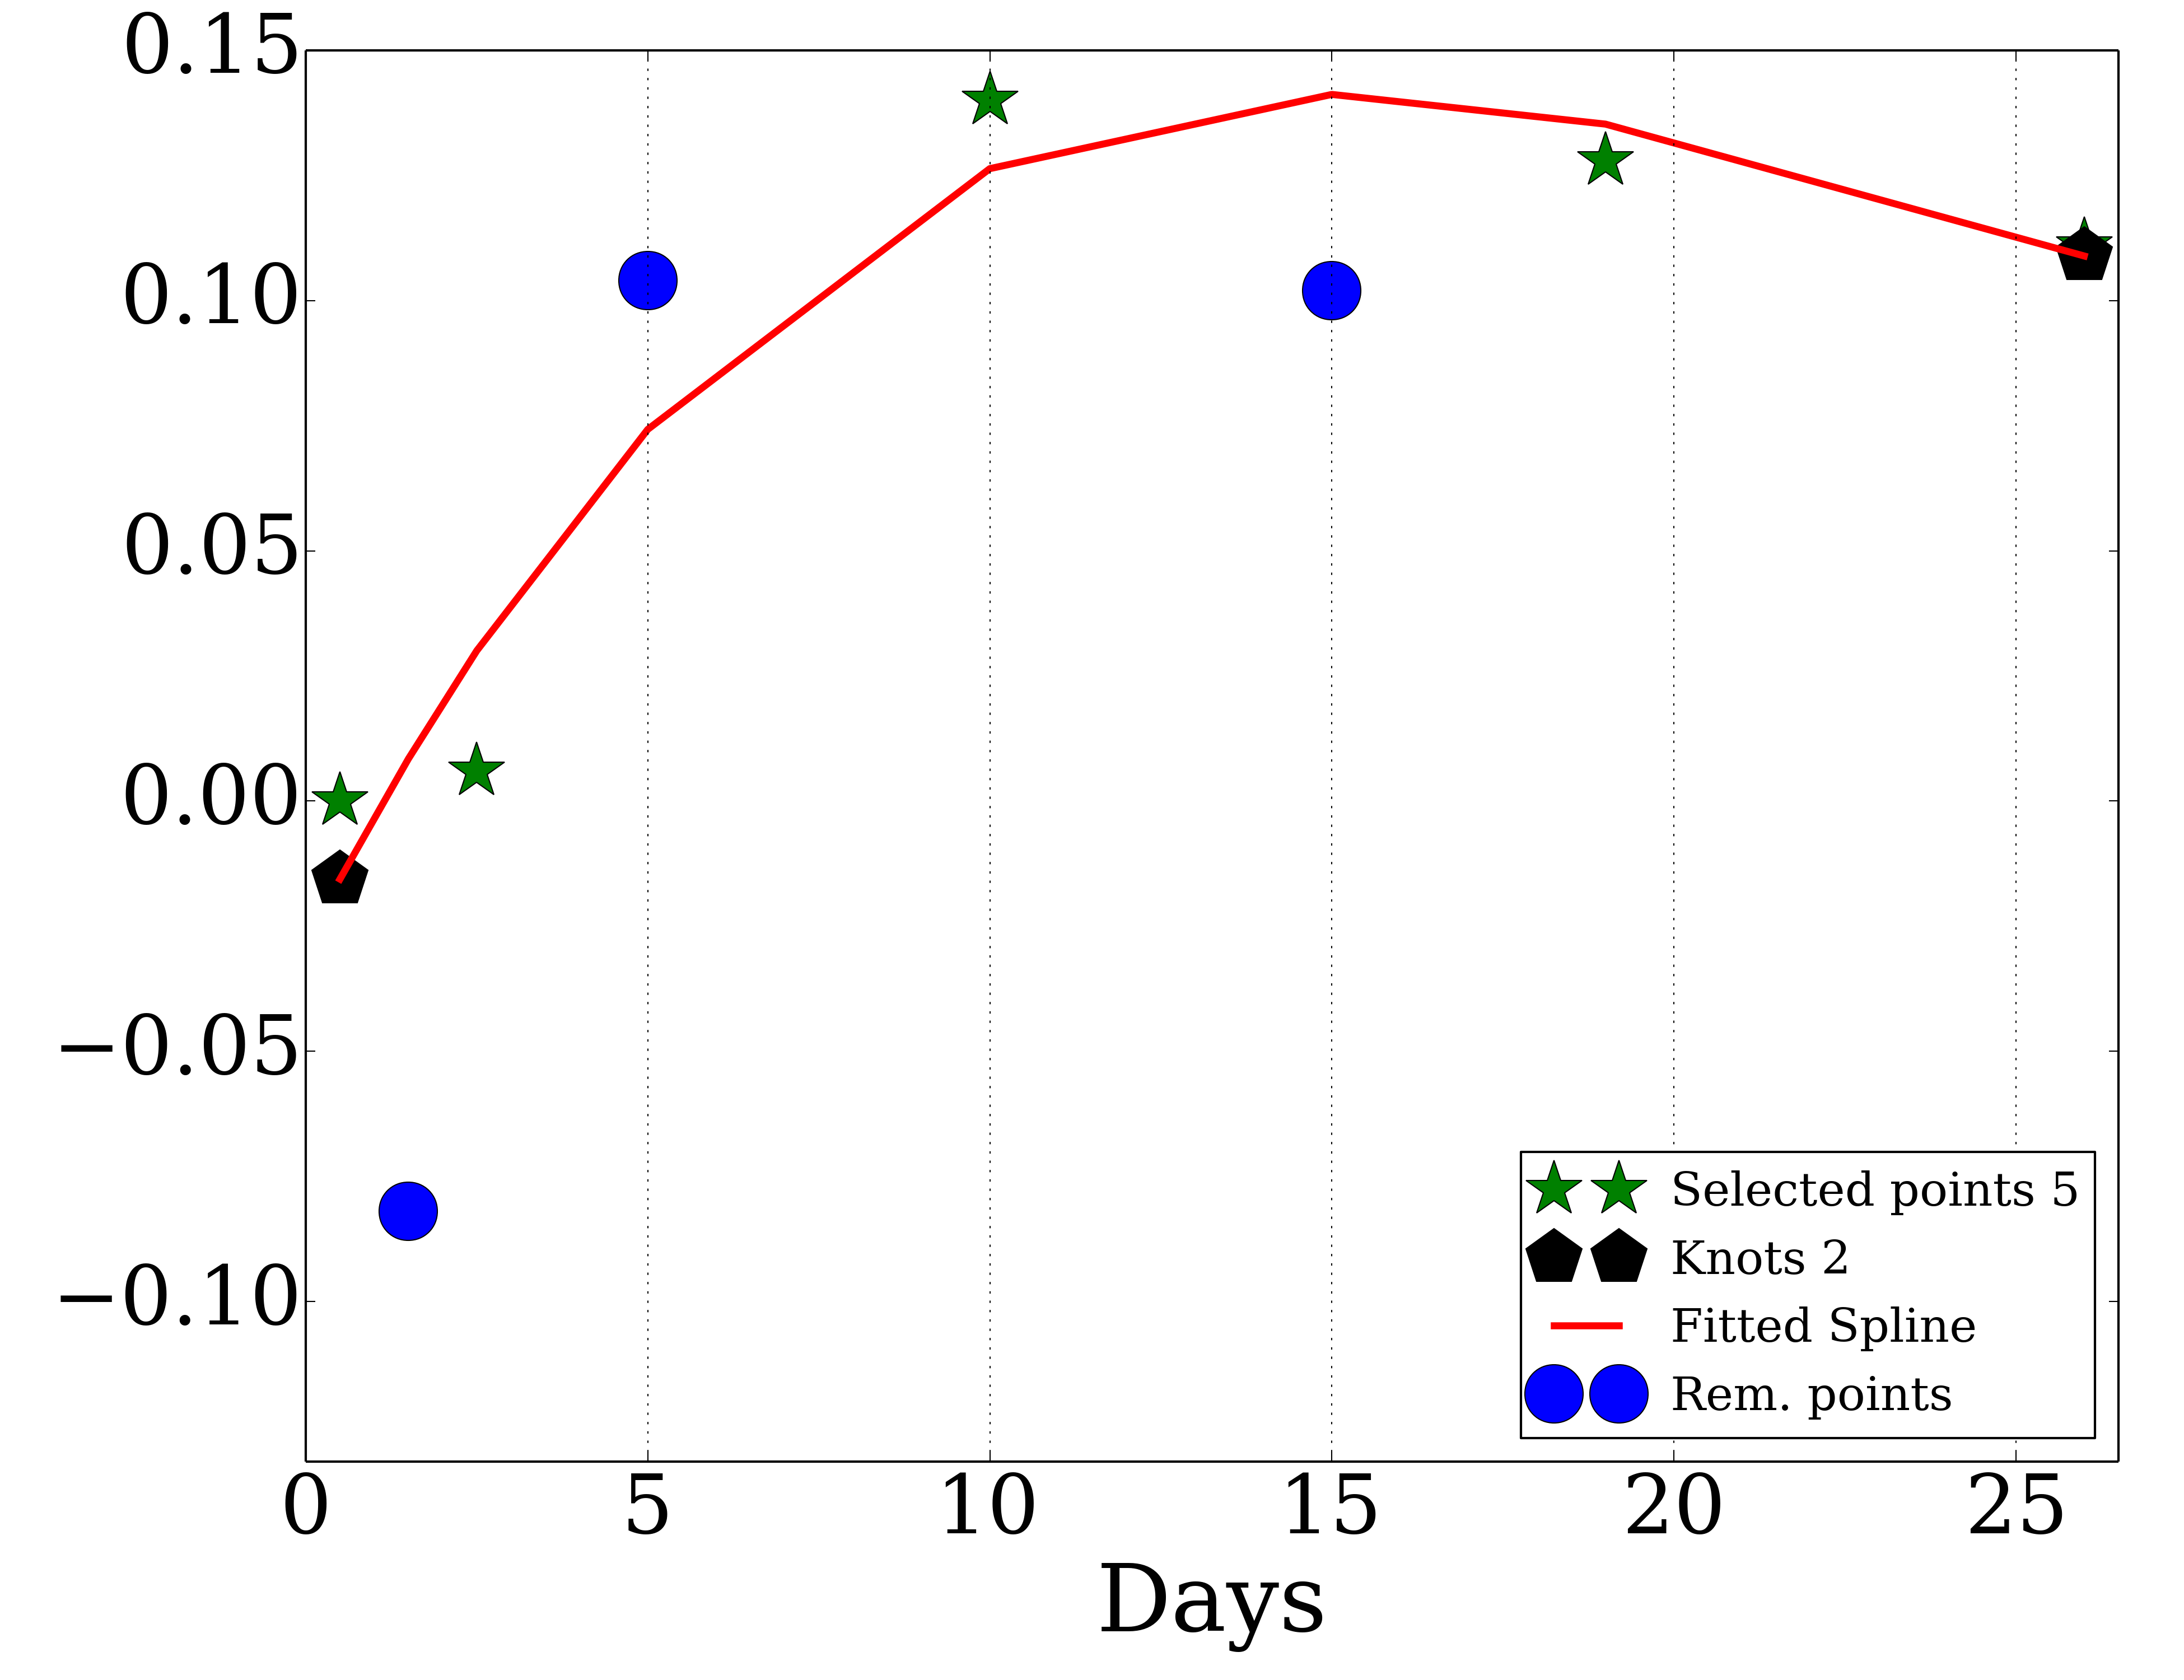 0.15
0.10
0.05
0.00
−0.05
−0.10
Selected points 5
Knots 2
Fitted Spline
Rem. points
0 5 10 15 20 25
Days